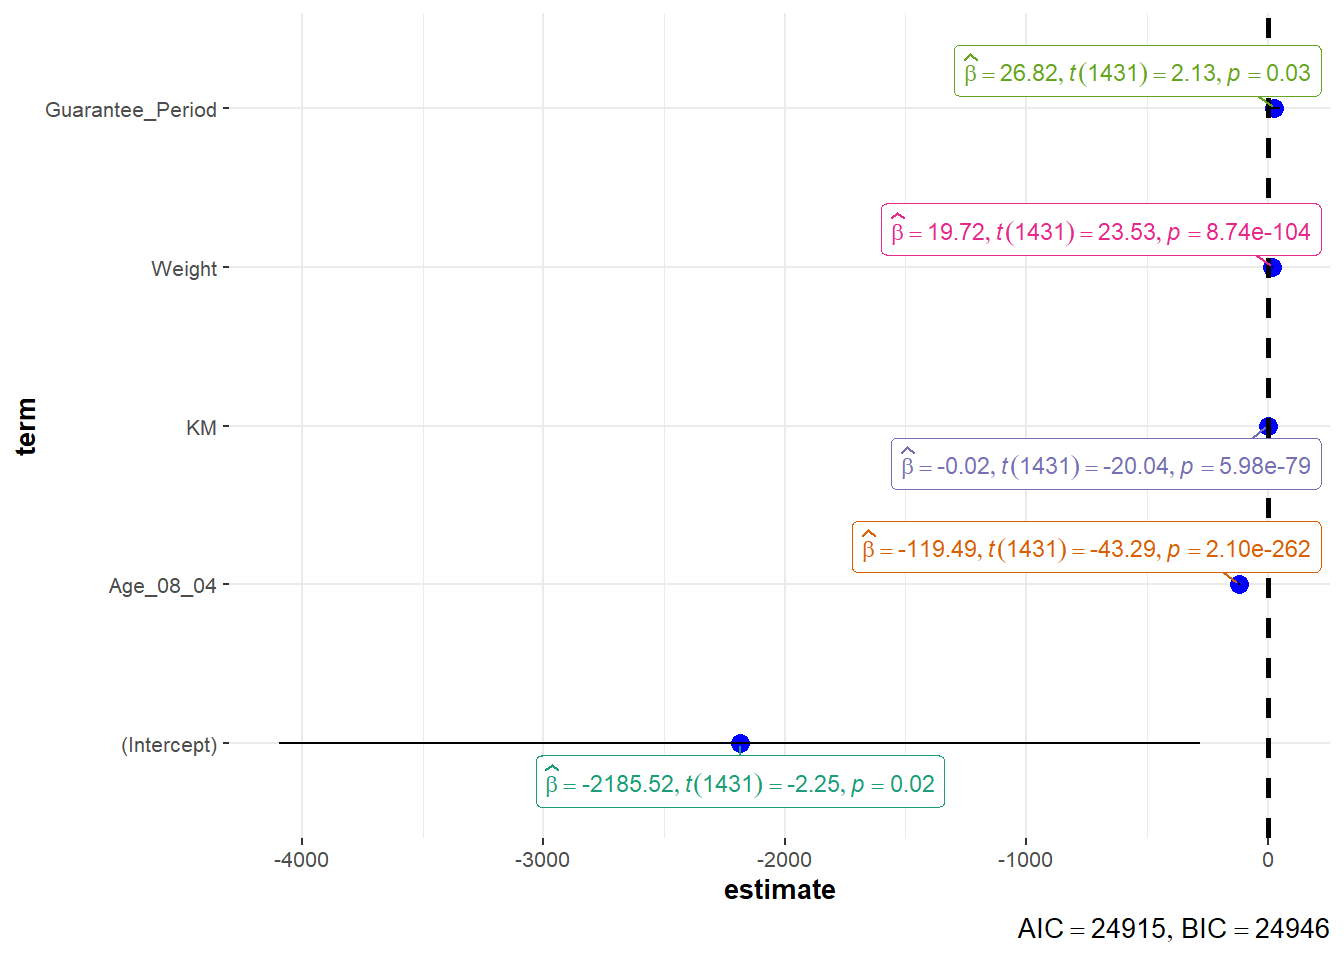 β̂ = 26.82, t(1431) = 2.13, p = 0.03
Guarantee_Period
β̂ = 19.72, t(1431) = 23.53, p = 8.74e-104
Weight
term
KM
β̂ = -0.02, t(1431) = -20.04, p = 5.98e-79
β̂ = -119.49, t(1431) = -43.29, p = 2.10e-262
Age_08_04
(Intercept)
β̂ = -2185.52, t(1431) = -2.25, p = 0.02
-4000 -3000 -2000 -1000 0
estimate
AIC = 24915, BIC = 24946